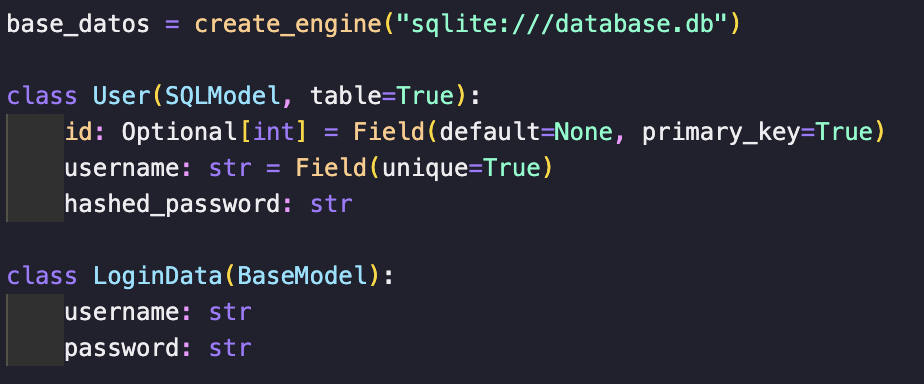 base_datos = create_engine("sqlite:///database.db")
class User(SQLModel, table=True):
    id: Optional[int] = Field(default=None, primary_key=True)
    username: str = Field(unique=True)
    hashed_password: str
class LoginData(BaseModel):
    username: str
    password: str